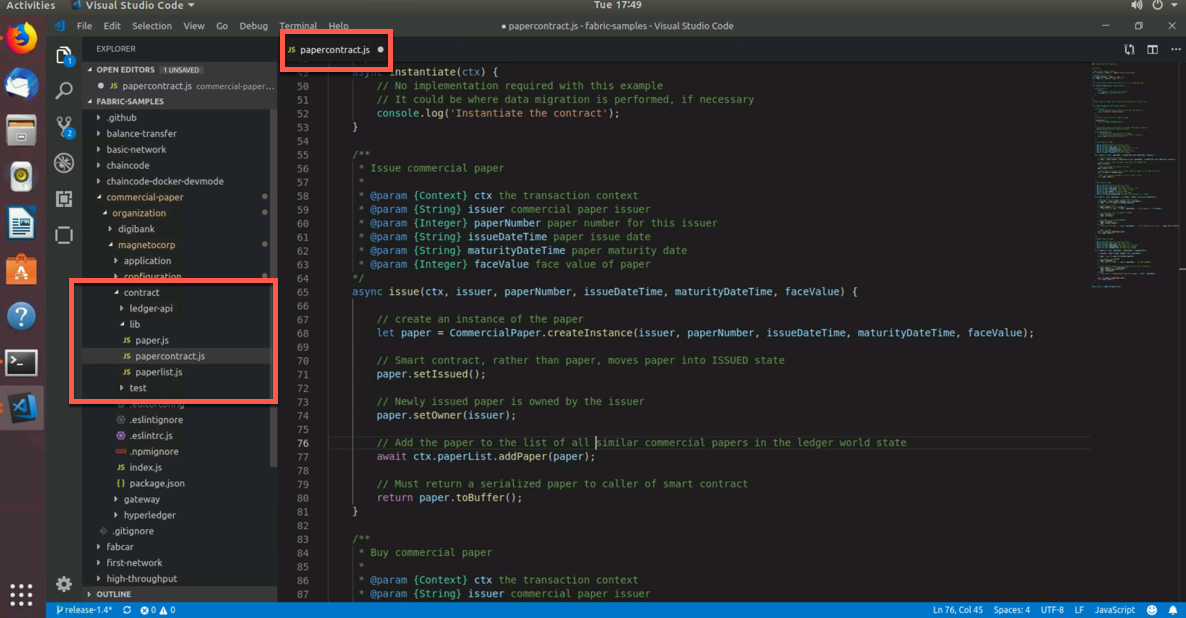 Activities
Visual Studio Code
Tue 17:49
File Edit Selection View Go Debug Terminal Help
● papercontract.js - fabric-samples - Visual Studio Code
EXPLORER
OPEN EDITORS 1 UNSAVED
JS papercontract.js commercial-paper...
FABRIC-SAMPLES
.github
balance-transfer
basic-network
chaincode
chaincode-docker-devmode
commercial-paper
organization
digibank
magnetocorp
application
configuration
contract
ledger-api
lib
JS paper.js
JS papercontract.js
JS paperlist.js
test
.editorconfig
.eslintignore
.eslintrc.js
.npmignore
JS index.js
{} package.json
gateway
hyperledger
.gitignore
fabcar
first-network
high-throughput
OUTLINE
JS papercontract.js ●
49 async instantiate(ctx) {
50 // No implementation required with this example
51 // It could be where data migration is performed, if necessary
52 console.log('Instantiate the contract');
53 }
54
55 /**
56 * Issue commercial paper
57 *
58 * @param {Context} ctx the transaction context
59 * @param {String} issuer commercial paper issuer
60 * @param {Integer} paperNumber paper number for this issuer
61 * @param {String} issueDateTime paper issue date
62 * @param {String} maturityDateTime paper maturity date
63 * @param {Integer} faceValue face value of paper
64 */
65 async issue(ctx, issuer, paperNumber, issueDateTime, maturityDateTime, faceValue) {
66
67 // create an instance of the paper
68 let paper = CommercialPaper.createInstance(issuer, paperNumber, issueDateTime, maturityDateTime, faceValue);
69
70 // Smart contract, rather than paper, moves paper into ISSUED state
71 paper.setIssued();
72
73 // Newly issued paper is owned by the issuer
74 paper.setOwner(issuer);
75
76 // Add the paper to the list of all similar commercial papers in the ledger world state
77 await ctx.paperList.addPaper(paper);
78
79 // Must return a serialized paper to caller of smart contract
80 return paper.toBuffer();
81 }
82
83 /**
84 * Buy commercial paper
85 *
86 * @param {Context} ctx the transaction context
87 * @param {String} issuer commercial paper issuer
1
2
release-1.4* 0 0
Ln 76, Col 45 Spaces: 4 UTF-8 LF JavaScript